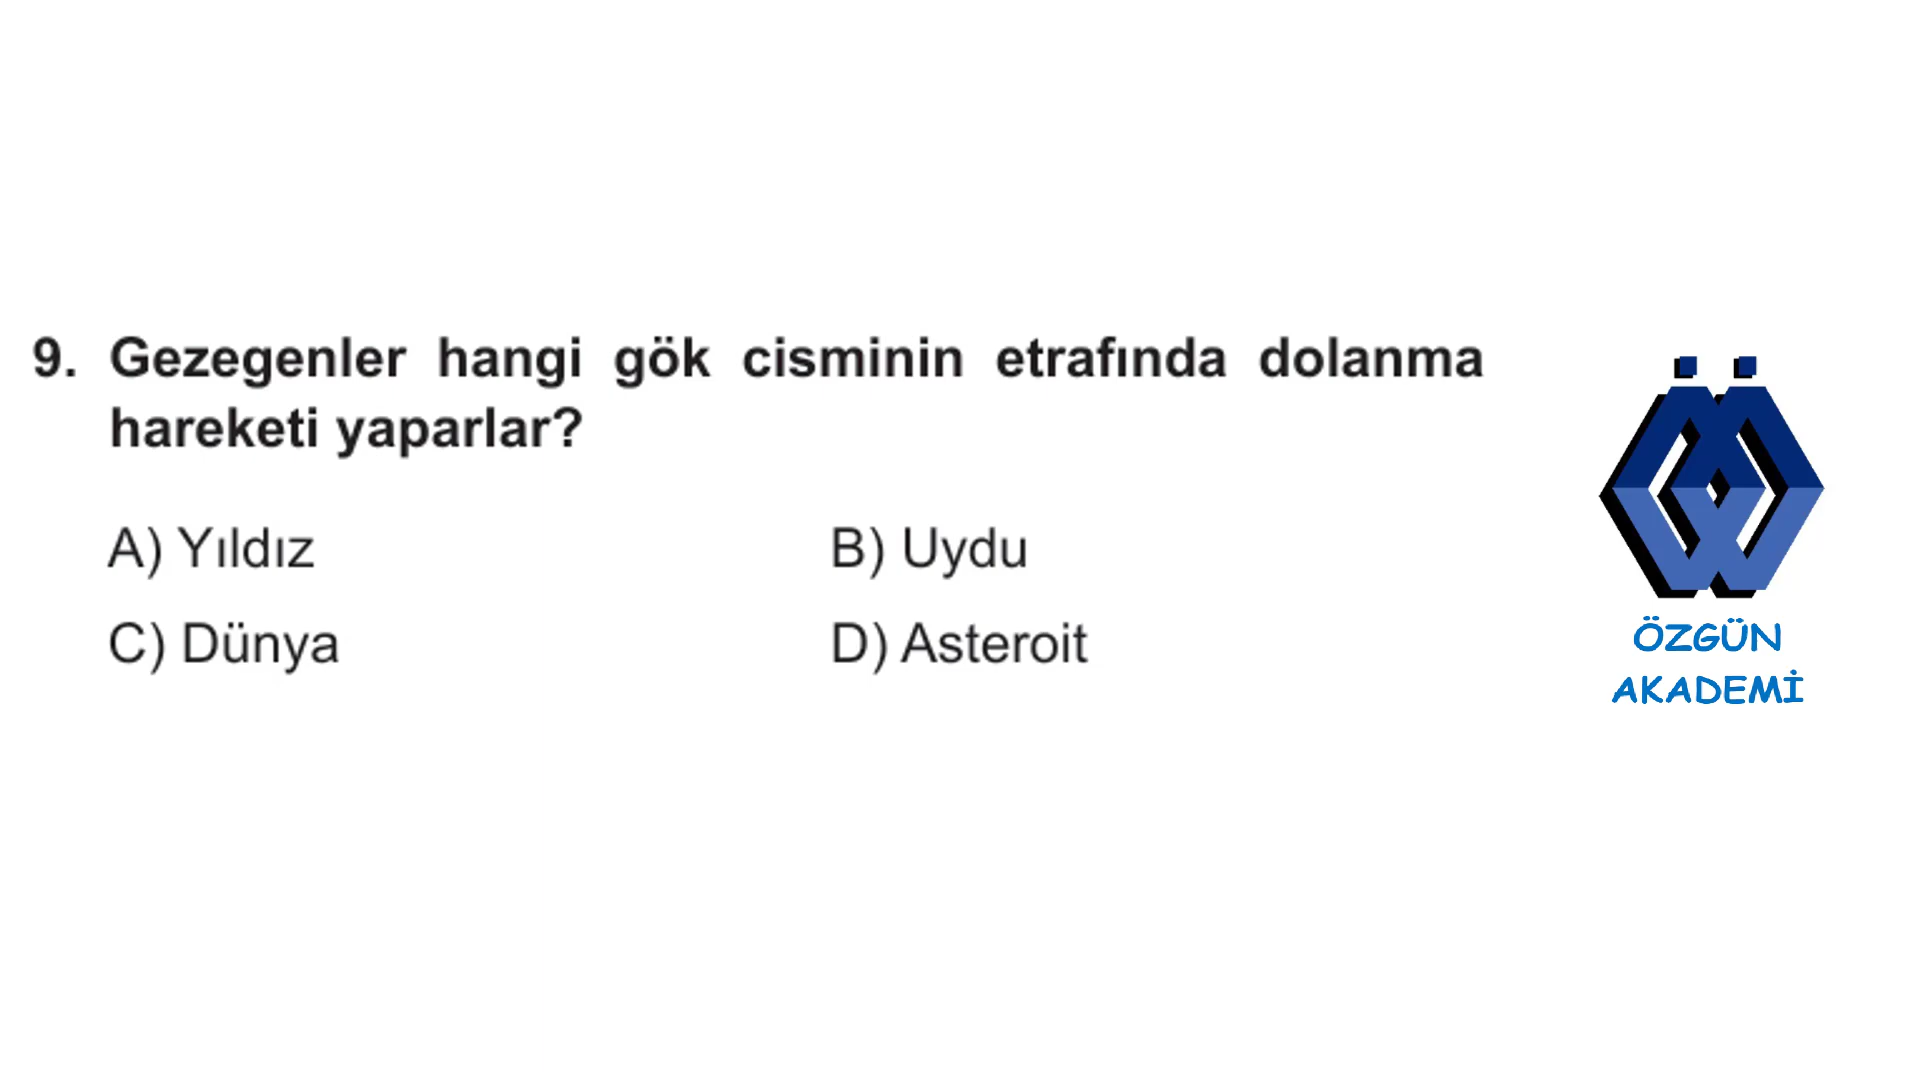 9. Gezegenler hangi gök cisminin etrafında dolanma
hareketi yaparlar?
A) Yıldız
B) Uydu
C) Dünya
D) Asteroit
ÖZGÜN
AKADEMİ